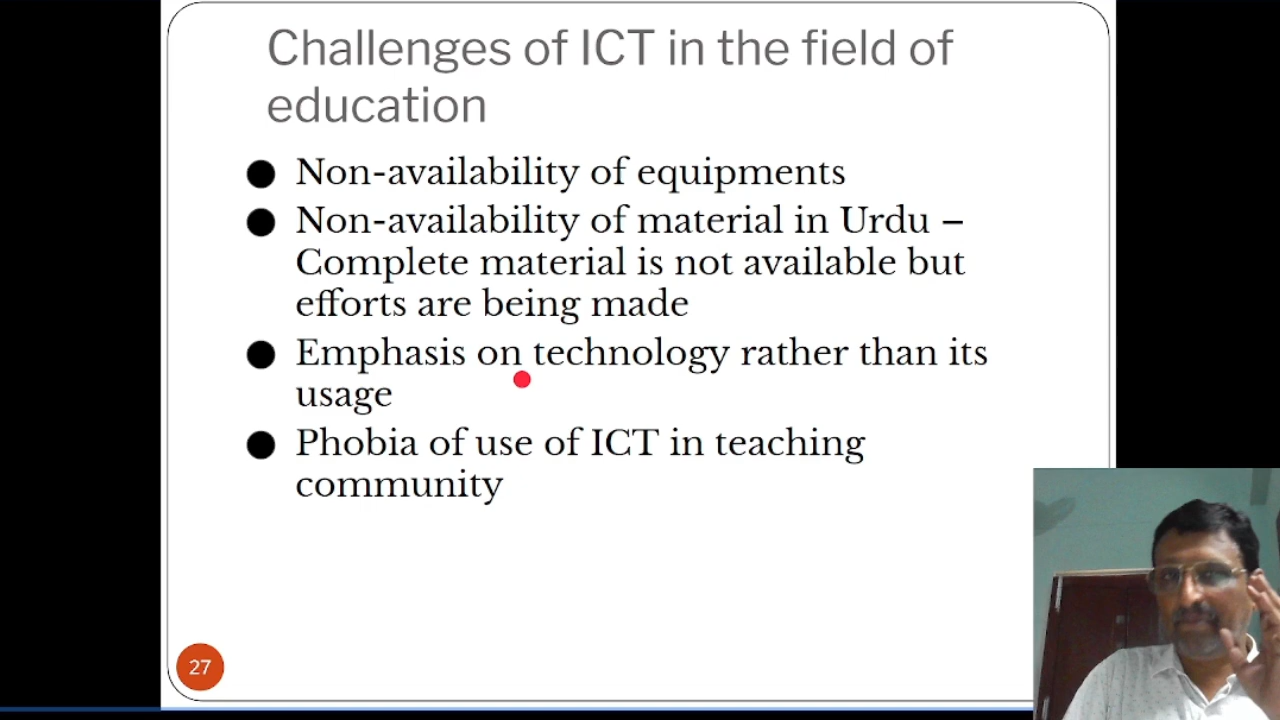 Challenges of ICT in the field of
education
● Non-availability of equipments
● Non-availability of material in Urdu –
Complete material is not available but
efforts are being made
● Emphasis on technology rather than its
usage
● Phobia of use of ICT in teaching
community
27